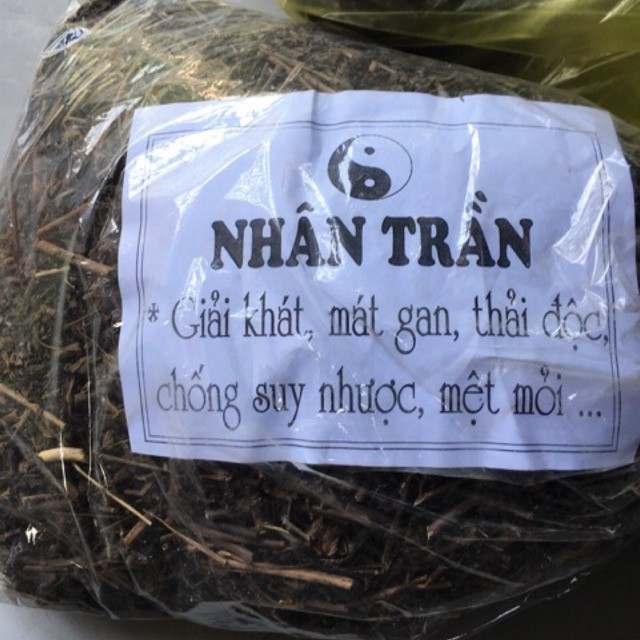 NHÂN TRẦN
* Giải khát, mát gan, thải độc,
chống suy nhược, mệt mỏi ...